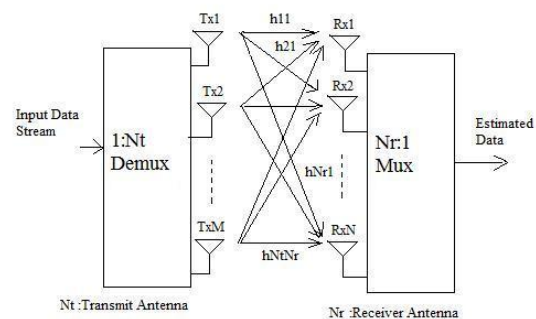 Tx1
h11
Rx1
h21
Tx2
Rx2
Input Data
Stream
1:Nt
Demux
Estimated
Data
Nr:1
Mux
hNr1
TxM
RxN
hNtNr
Nt :Transmit Antenna
Nr :Receiver Antenna